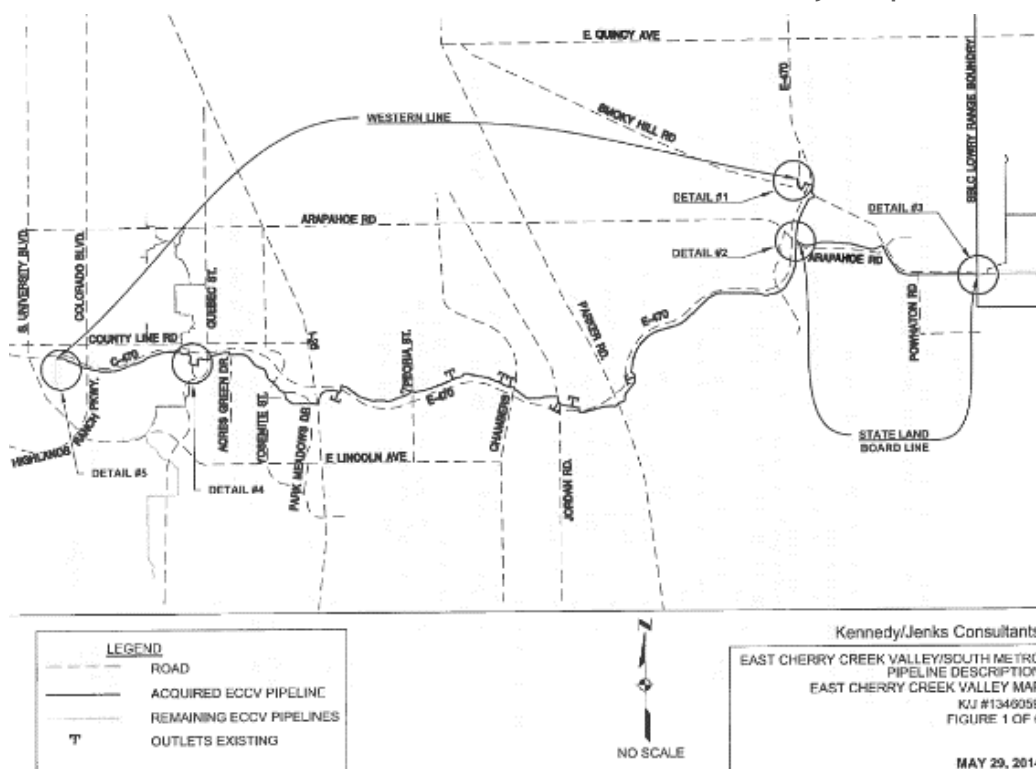 E. QUINCY AVE
E-470
SBLC LOWRY RANGE BOUNDRY
SMOKY HILL RD
WESTERN LINE
DETAIL #1
DETAIL #3
ARAPAHOE RD
S. UNIVERSITY BLVD.
COLORADO BLVD.
QUEBEC ST.
DETAIL #2
ARAPAHOE RD
POWHATON RD
PARKER RD.
E-470
COUNTY LINE RD
C-470
I-25
ACRES GREEN DR.
YOSEMITE ST.
PARK MEADOWS DR
PEORIA ST.
E-470
CHAMBERS
JORDAN RD.
HIGHLANDS RANCH PKWY.
E LINCOLN AVE
STATE LAND
BOARD LINE
DETAIL #5
DETAIL #4
LEGEND
ROAD
ACQUIRED ECCV PIPELINE
REMAINING ECCV PIPELINES
T OUTLETS EXISTING
N
NO SCALE
Kennedy/Jenks Consultants
EAST CHERRY CREEK VALLEY/SOUTH METRO
PIPELINE DESCRIPTION
EAST CHERRY CREEK VALLEY MAP
K/J #1346059
FIGURE 1 OF
MAY 29, 2014